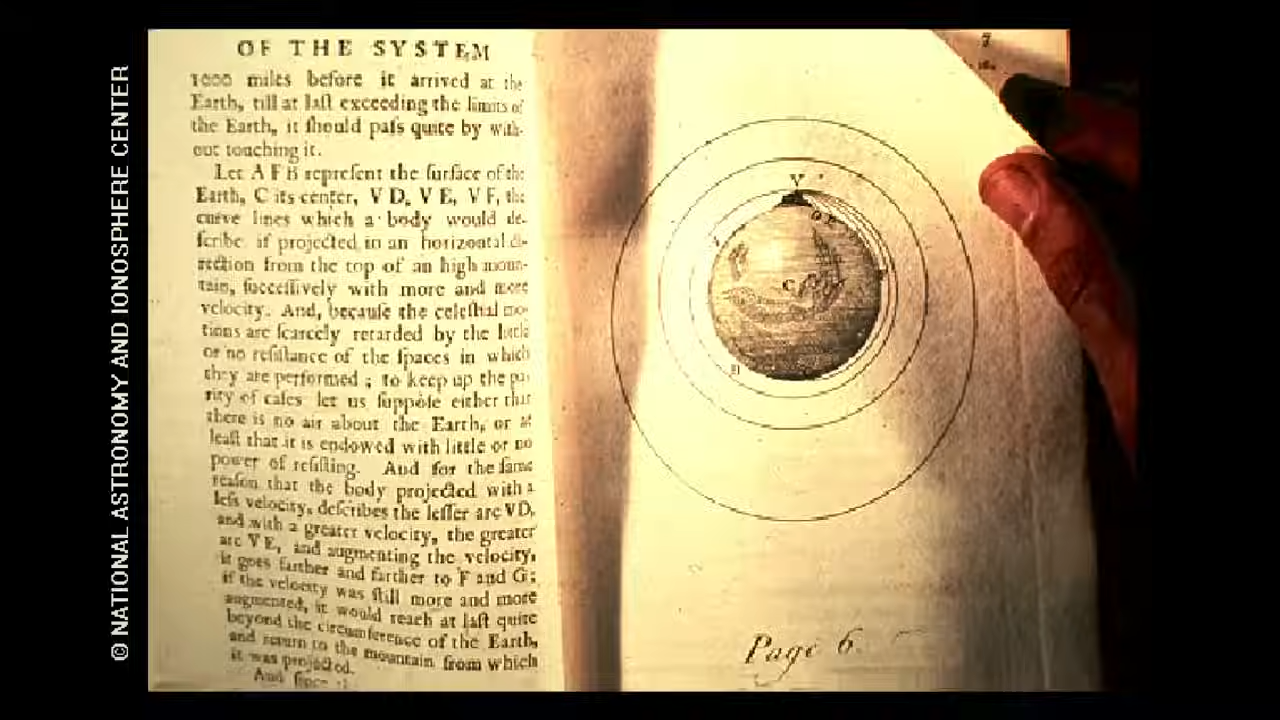 © NATIONAL ASTRONOMY AND IONOSPHERE CENTER
OF THE SYSTEM
1000 miles before it arrived at the
Earth, till at laſt exceeding the limits of
the Earth, it ſhould paſs quite by with-
out touching it.
Let A F B repreſent the ſurface of the
Earth, C its center, V D, V E, V F, the
curve lines which a body would de-
ſcribe if projected in an horizontal di-
rection from the top of an high moun-
tain, ſucceſſively with more and more
velocity. And, becauſe the celeſtial mo-
tions are ſcarcely retarded by the little
or no reſiſtance of the ſpaces in which
they are performed; to keep up the pa-
rity of caſes let us ſuppoſe either that
there is no air about the Earth, or at
leaſt that it is endowed with little or no
power of reſiſting. And for the ſame
reaſon that the body projected with a
leſs velocity, deſcribes the leſſer arc VD,
and with a greater velocity, the greater
arc VE, and augmenting the velocity,
it goes farther and farther to F and G;
if the velocity was ſtill more and more
augmented, it would reach at laſt quite
beyond the circumference of the Earth,
and return to the mountain from which
it was projected.
And
7
V
C
Page 6.